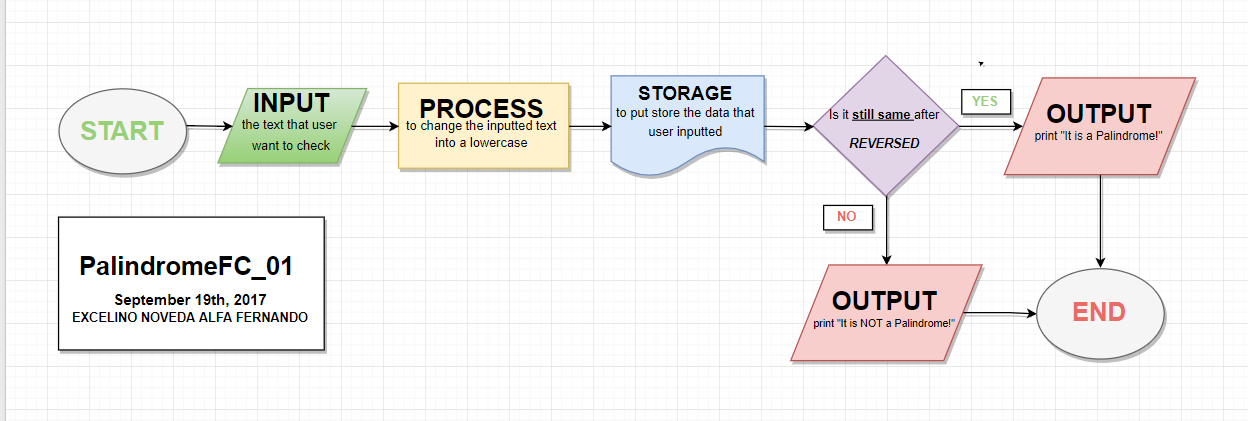 START
INPUT
the text that user
want to check
PROCESS
to change the inputted text
into a lowercase
STORAGE
to put store the data that
user inputted
Is it still same after
REVERSED
YES
OUTPUT
print "It is a Palindrome!"
NO
OUTPUT
print "It is NOT a Palindrome!"
END
PalindromeFC_01
September 19th, 2017
EXCELINO NOVEDA ALFA FERNANDO